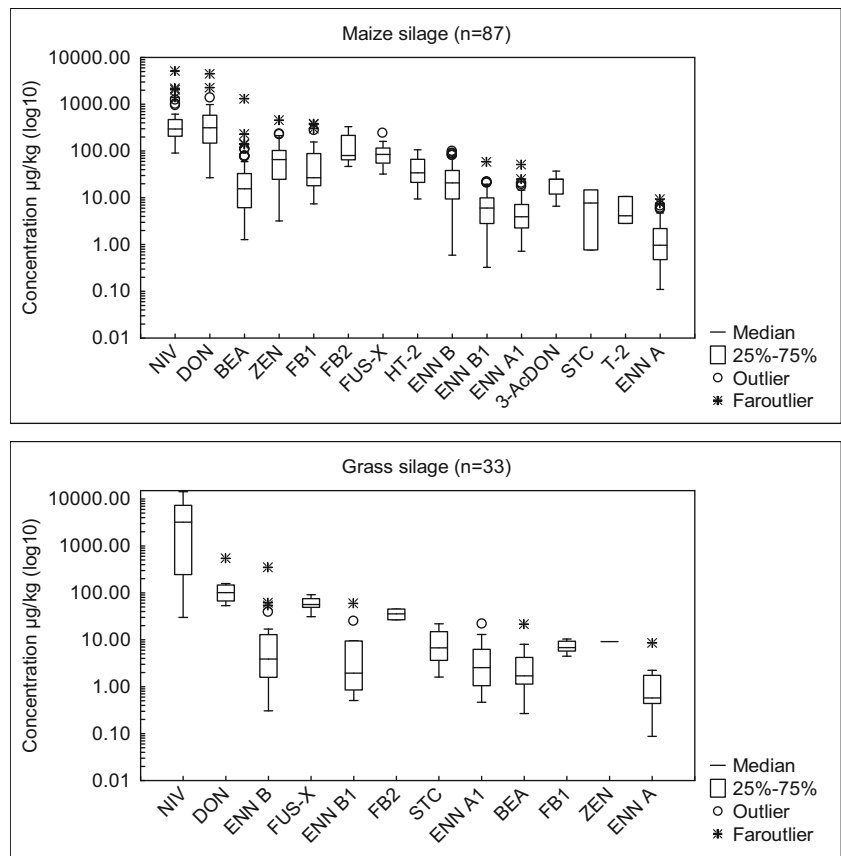 Maize silage (n=87)
Concentration µg/kg (log10)
10000.00
1000.00
100.00
10.00
1.00
0.10
0.01
NIV
DON
BEA
ZEN
FB1
FB2
FUS-X
HT-2
ENN B
ENN B1
ENN A1
3-AcDON
STC
T-2
ENN A
Median
25%-75%
Outlier
Faroutlier
Grass silage (n=33)
Concentration µg/kg (log10)
10000.00
1000.00
100.00
10.00
1.00
0.10
0.01
NIV
DON
ENN B
FUS-X
ENN B1
FB2
STC
ENN A1
BEA
FB1
ZEN
ENN A
Median
25%-75%
Outlier
Faroutlier